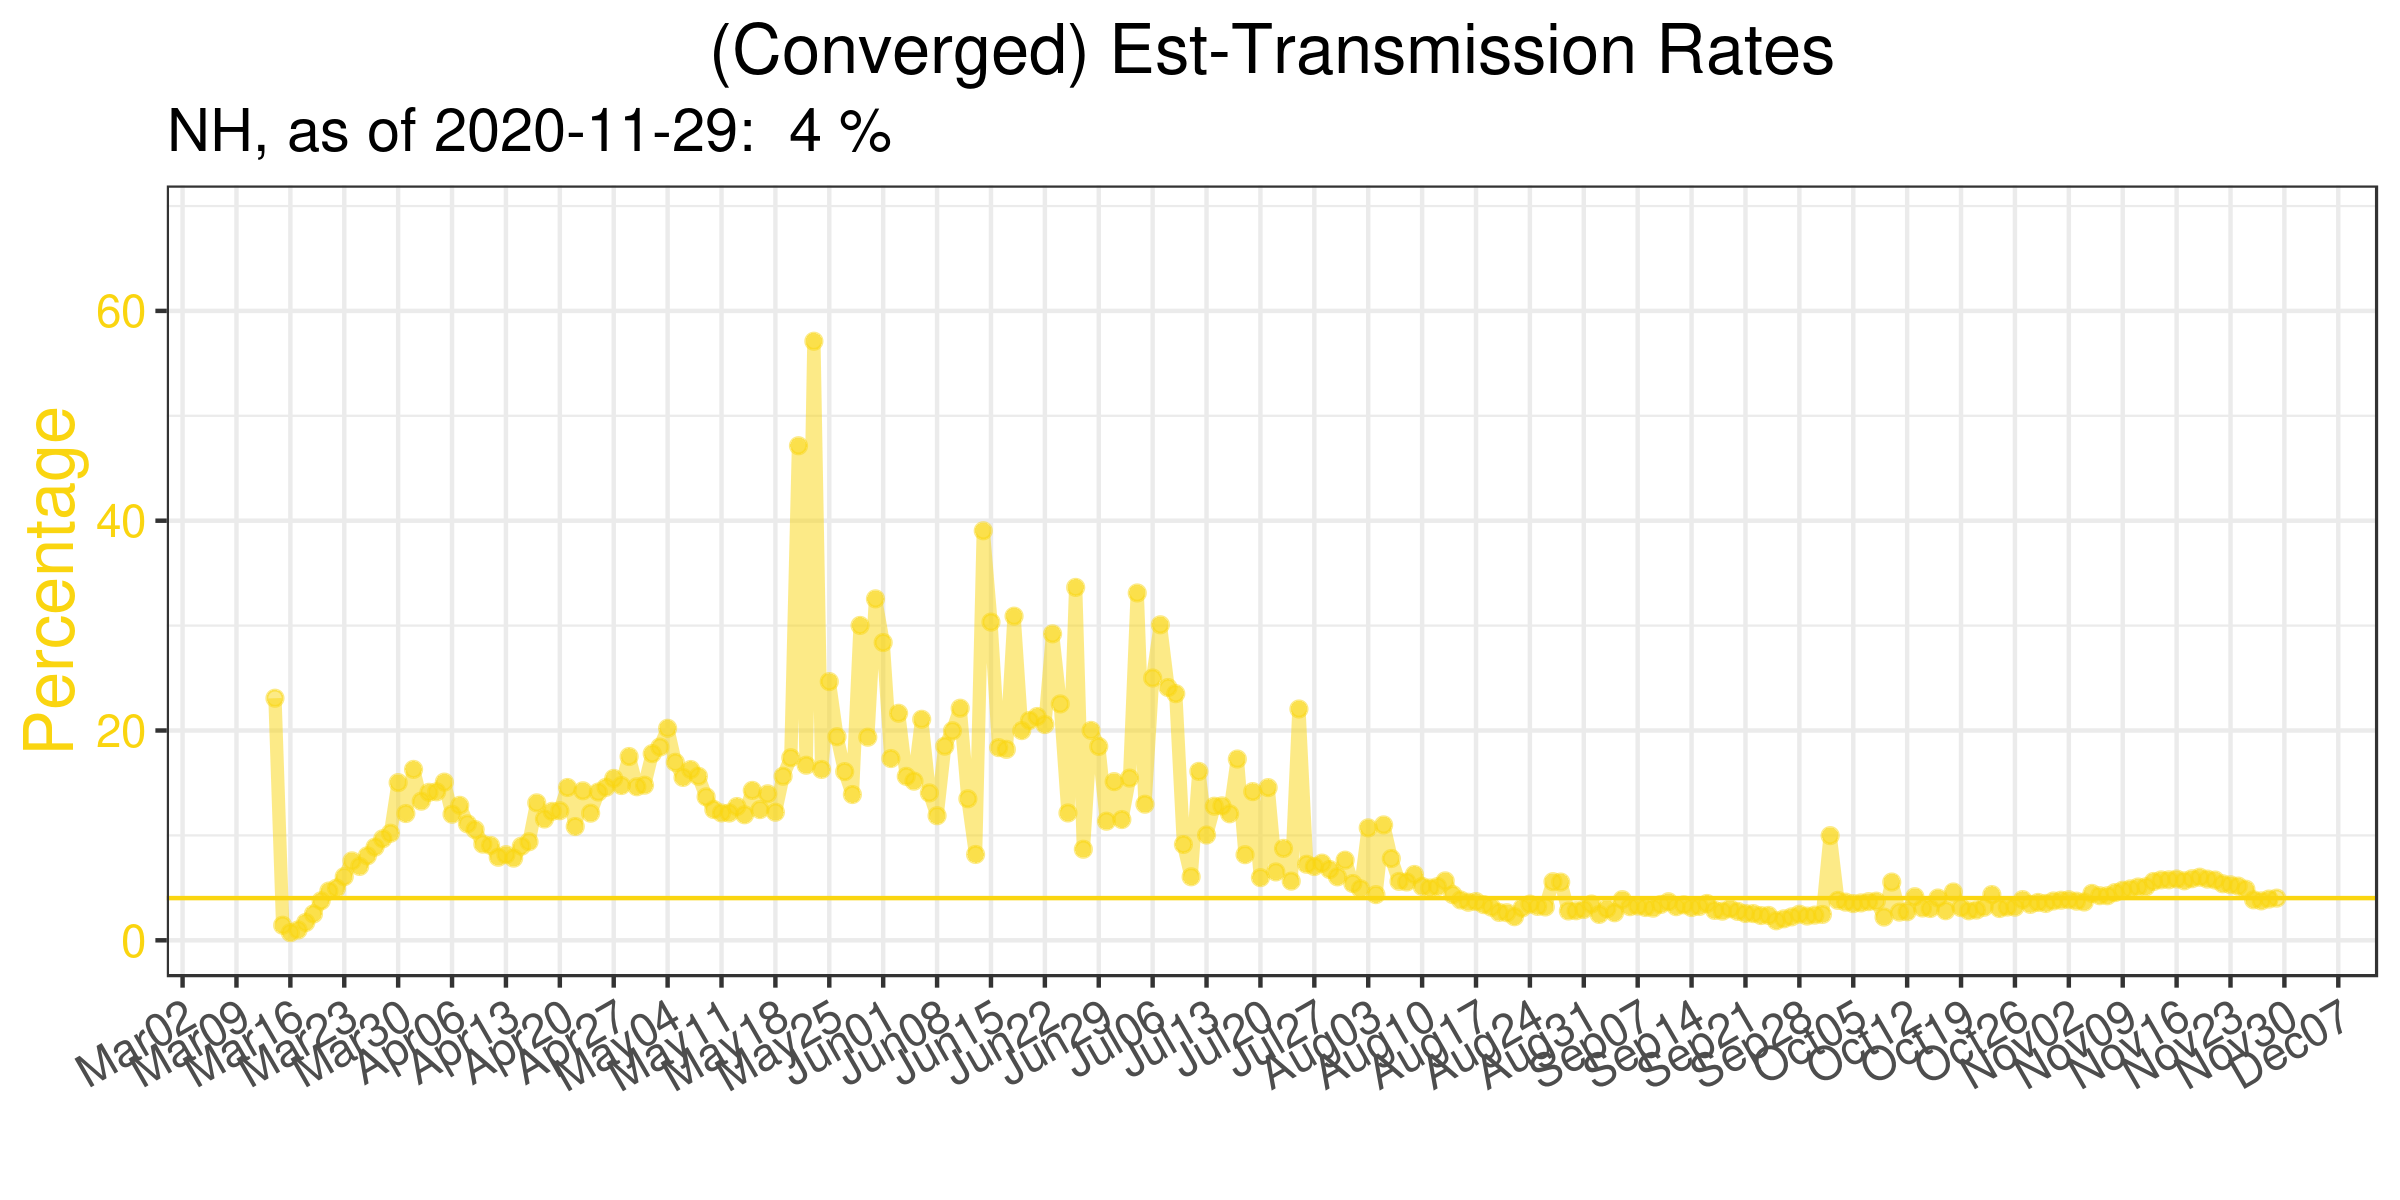 (Converged) Est-Transmission Rates
NH, as of 2020-11-29:  4 %
Percentage
60
40
20
0
Mar02
Mar09
Mar16
Mar23
Mar30
Apr06
Apr13
Apr20
Apr27
May04
May11
May18
May25
Jun01
Jun08
Jun15
Jun22
Jun29
Jul06
Jul13
Jul20
Jul27
Aug03
Aug10
Aug17
Aug24
Aug31
Sep07
Sep14
Sep21
Sep28
Oct05
Oct12
Oct19
Oct26
Nov02
Nov09
Nov16
Nov23
Nov30
Dec07